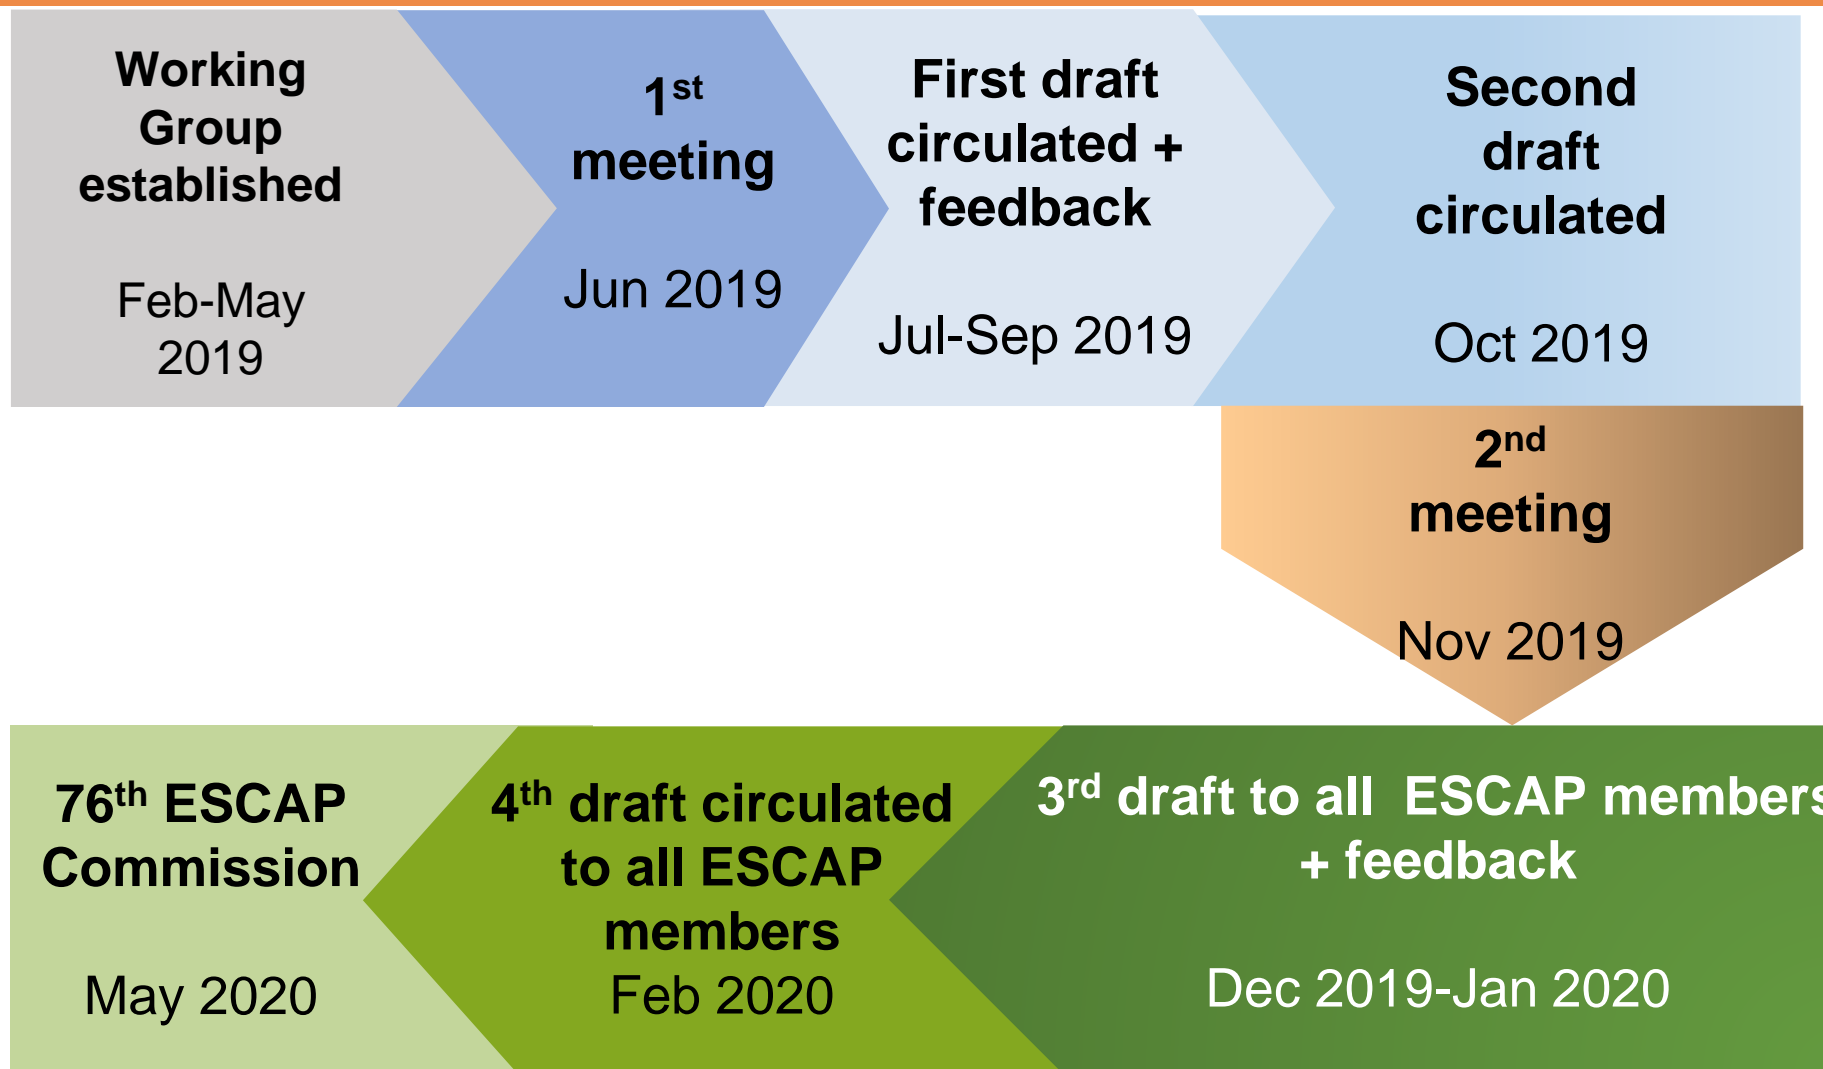 Working
Group
established
Feb-May
2019
1st
meeting
Jun 2019
First draft
circulated +
feedback
Jul-Sep 2019
Second
draft
circulated
Oct 2019
2nd
meeting
Nov 2019
3rd draft to all ESCAP members
+ feedback
Dec 2019-Jan 2020
4th draft circulated
to all ESCAP
members
Feb 2020
76th ESCAP
Commission
May 2020